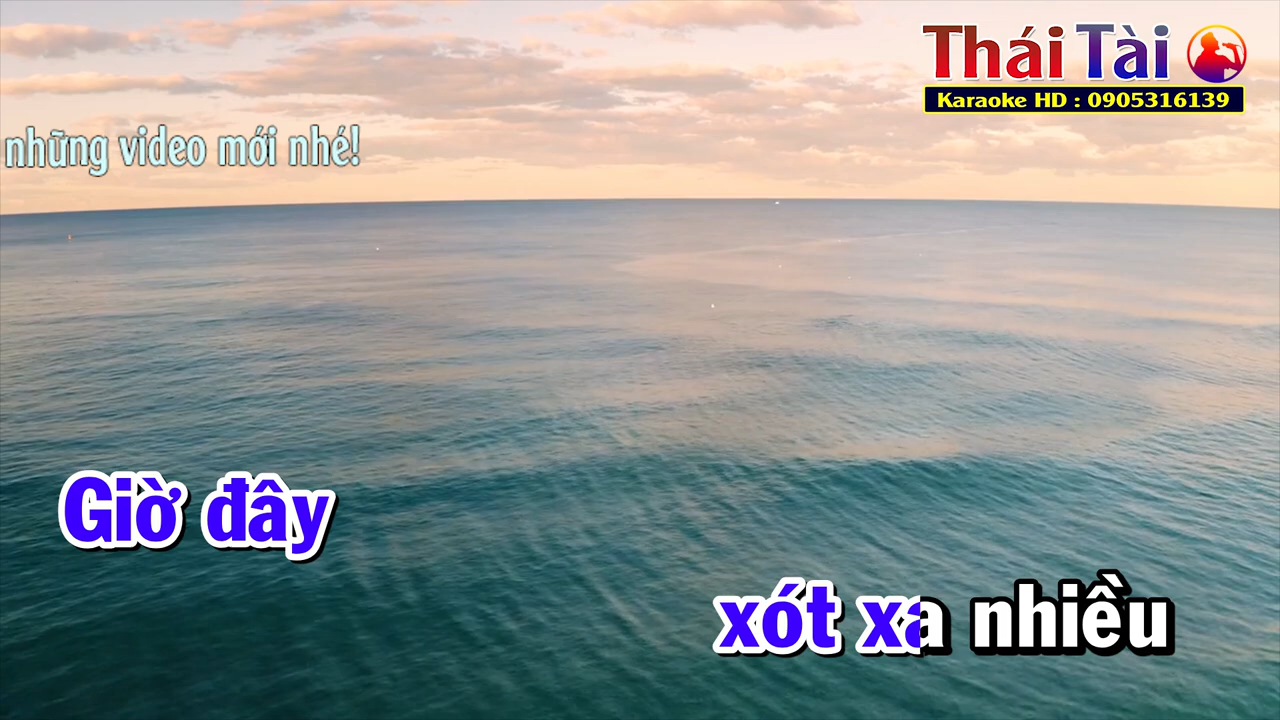 Thái Tài
Karaoke HD : 0905316139
những video mới nhé!
Giờ đây
xót xa nhiều